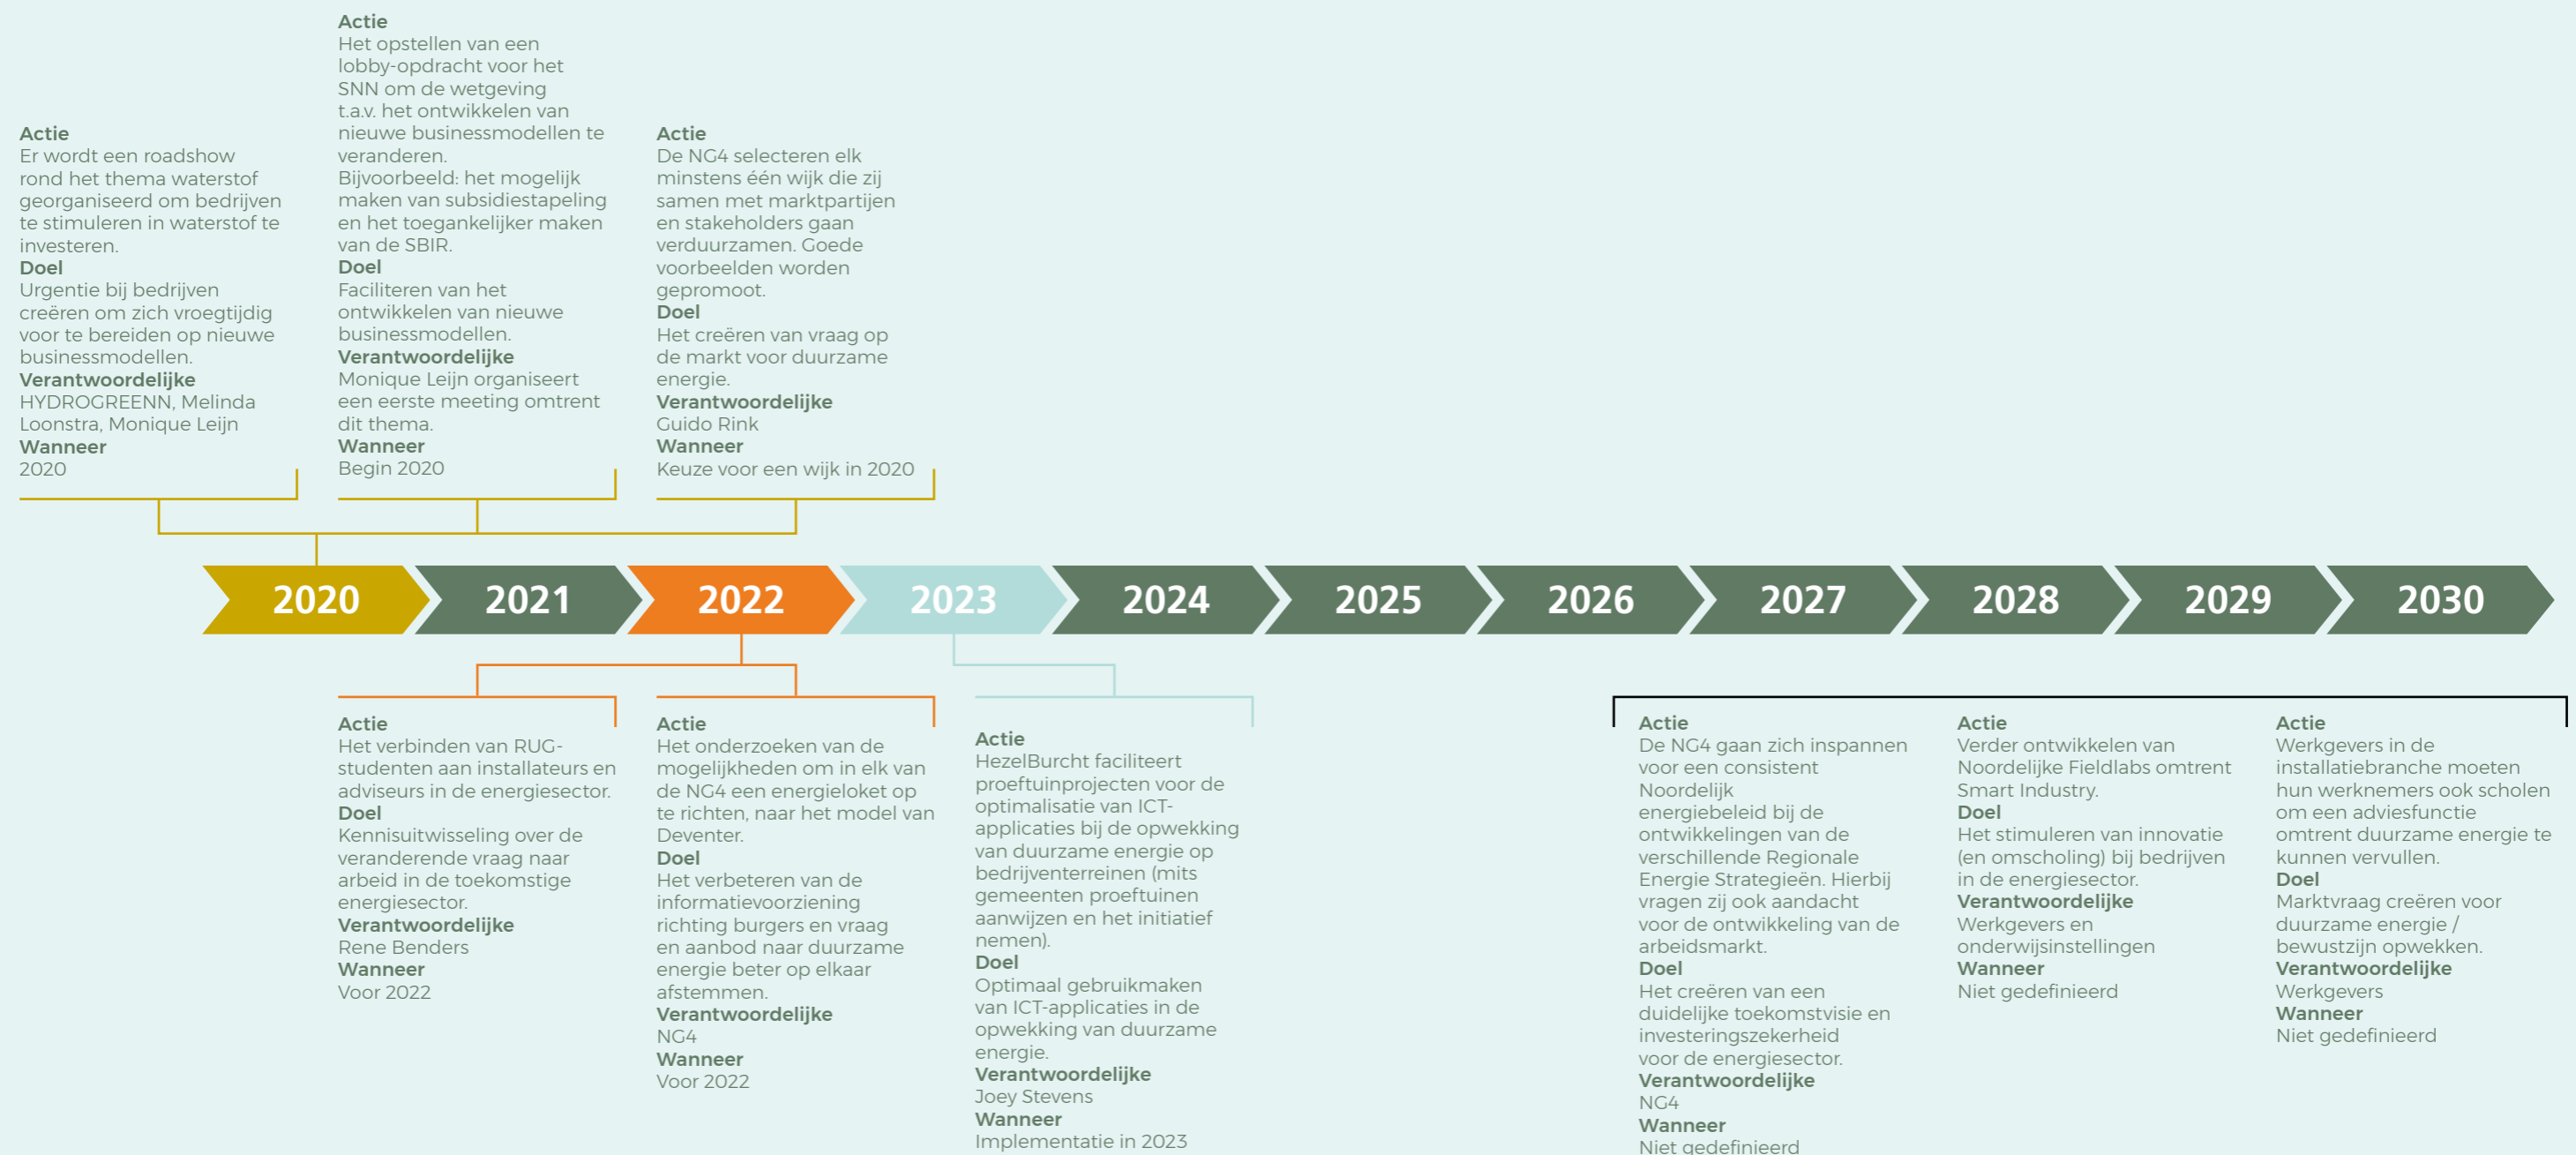 Actie
Er wordt een roadshow
rond het thema waterstof
georganiseerd om bedrijven
te stimuleren in waterstof te
investeren.
Doel
Urgentie bij bedrijven
creëren om zich vroegtijdig
voor te bereiden op nieuwe
businessmodellen.
Verantwoordelijke
HYDROGREENN, Melinda
Loonstra, Monique Leijn
Wanneer
2020
Actie
Het opstellen van een
lobby-opdracht voor het
SNN om de wetgeving
t.a.v. het ontwikkelen van
nieuwe businessmodellen te
veranderen.
Bijvoorbeeld: het mogelijk
maken van subsidiestapeling
en het toegankelijker maken
van de SBIR.
Doel
Faciliteren van het
ontwikkelen van nieuwe
businessmodellen.
Verantwoordelijke
Monique Leijn organiseert
een eerste meeting omtrent
dit thema.
Wanneer
Begin 2020
Actie
De NG4 selecteren elk
minstens één wijk die zij
samen met marktpartijen
en stakeholders gaan
verduurzamen. Goede
voorbeelden worden
gepromoot.
Doel
Het creëren van vraag op
de markt voor duurzame
energie.
Verantwoordelijke
Guido Rink
Wanneer
Keuze voor een wijk in 2020
2020
2021
2022
2023
2024
2025
2026
2027
2028
2029
2030
Actie
Het verbinden van RUG-
studenten aan installateurs en
adviseurs in de energiesector.
Doel
Kennisuitwisseling over de
veranderende vraag naar
arbeid in de toekomstige
energiesector.
Verantwoordelijke
Rene Benders
Wanneer
Voor 2022
Actie
Het onderzoeken van de
mogelijkheden om in elk van
de NG4 een energieloket op
te richten, naar het model van
Deventer.
Doel
Het verbeteren van de
informatievoorziening
richting burgers en vraag
en aanbod naar duurzame
energie beter op elkaar
afstemmen.
Verantwoordelijke
NG4
Wanneer
Voor 2022
Actie
HezelBurcht faciliteert
proeftuinprojecten voor de
optimalisatie van ICT-
applicaties bij de opwekking
van duurzame energie op
bedrijventerreinen (mits
gemeenten proeftuinen
aanwijzen en het initiatief
nemen).
Doel
Optimaal gebruikmaken
van ICT-applicaties in de
opwekking van duurzame
energie.
Verantwoordelijke
Joey Stevens
Wanneer
Implementatie in 2023
Actie
De NG4 gaan zich inspannen
voor een consistent
Noordelijk
energiebeleid bij de
ontwikkelingen van de
verschillende Regionale
Energie Strategieën. Hierbij
vragen zij ook aandacht
voor de ontwikkeling van de
arbeidsmarkt.
Doel
Het creëren van een
duidelijke toekomstvisie en
investeringszekerheid
voor de energiesector.
Verantwoordelijke
NG4
Wanneer
Niet gedefinieerd
Actie
Verder ontwikkelen van
Noordelijke Fieldlabs omtrent
Smart Industry.
Doel
Het stimuleren van innovatie
(en omscholing) bij bedrijven
in de energiesector.
Verantwoordelijke
Werkgevers en
onderwijsinstellingen
Wanneer
Niet gedefinieerd
Actie
Werkgevers in de
installatiebranche moeten
hun werknemers ook scholen
om een adviesfunctie
omtrent duurzame energie te
kunnen vervullen.
Doel
Marktvraag creëren voor
duurzame energie /
bewustzijn opwekken.
Verantwoordelijke
Werkgevers
Wanneer
Niet gedefinieerd